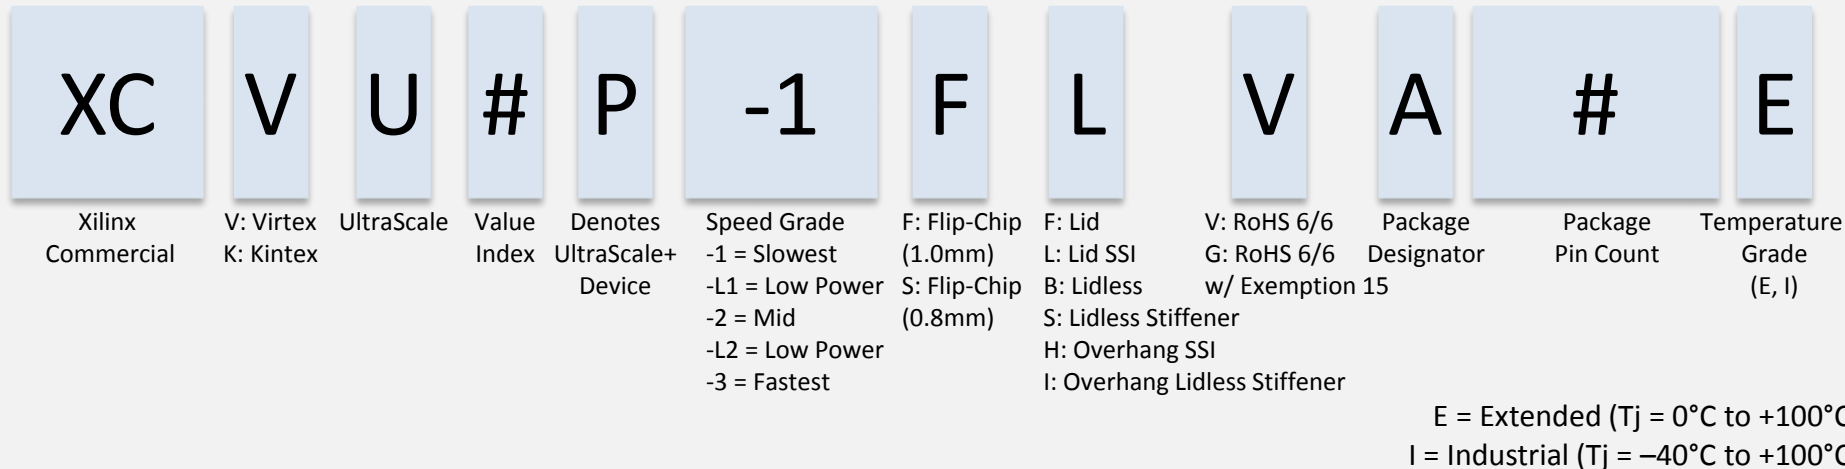 XC V U # P -1 F L V A # E
Xilinx V: Virtex UltraScale Value Denotes Speed Grade F: Flip-Chip F: Lid V: RoHS 6/6 Package Package Temperature
Commercial K: Kintex Index UltraScale+ -1 = Slowest (1.0mm) L: Lid SSI G: RoHS 6/6 Designator Pin Count Grade
Device -L1 = Low Power S: Flip-Chip B: Lidless w/ Exemption 15 (E, I)
-2 = Mid (0.8mm) S: Lidless Stiffener
-L2 = Low Power H: Overhang SSI
-3 = Fastest I: Overhang Lidless Stiffener
E = Extended (Tj = 0°C to +100°C
I = Industrial (Tj = –40°C to +100°C